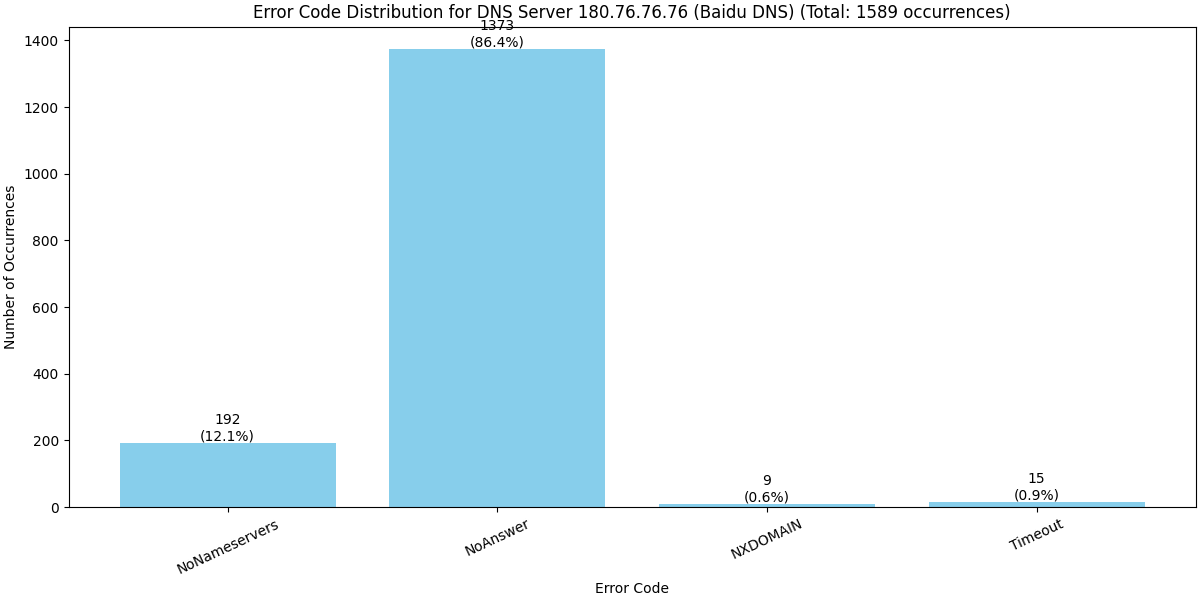 Error Code Distribution for DNS Server 180.76.76.76 (Baidu DNS) (Total: 1589 occurrences)
Number of Occurrences
1400
1200
1000
800
600
400
200
0
192
(12.1%)
1373
(86.4%)
9
(0.6%)
15
(0.9%)
NoNameservers
NoAnswer
NXDOMAIN
Timeout
Error Code